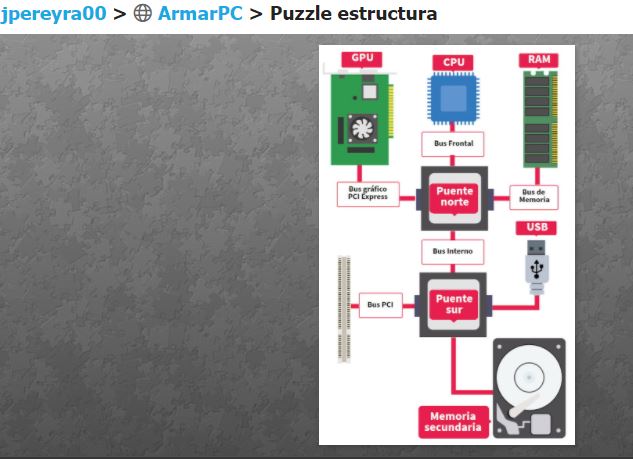 jpereyra00 > ArmarPC > Puzzle estructura
GPU
CPU
RAM
Bus Frontal
Bus gráfico
PCI Express
Puente
norte
Bus de
Memoria
USB
Bus Interno
Bus PCI
Puente
sur
Memoria
secundaria